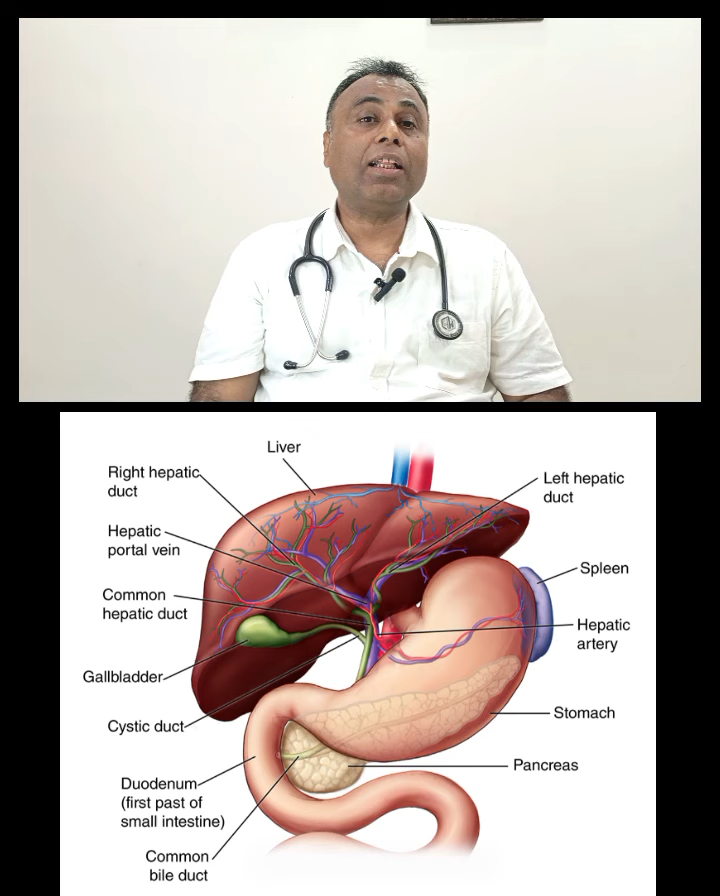 Liver
Right hepatic
duct
Left hepatic
duct
Hepatic
portal vein
Spleen
Common
hepatic duct
Hepatic
artery
Gallbladder
Cystic duct
Stomach
Pancreas
Duodenum
(first past of
small intestine)
Common
bile duct